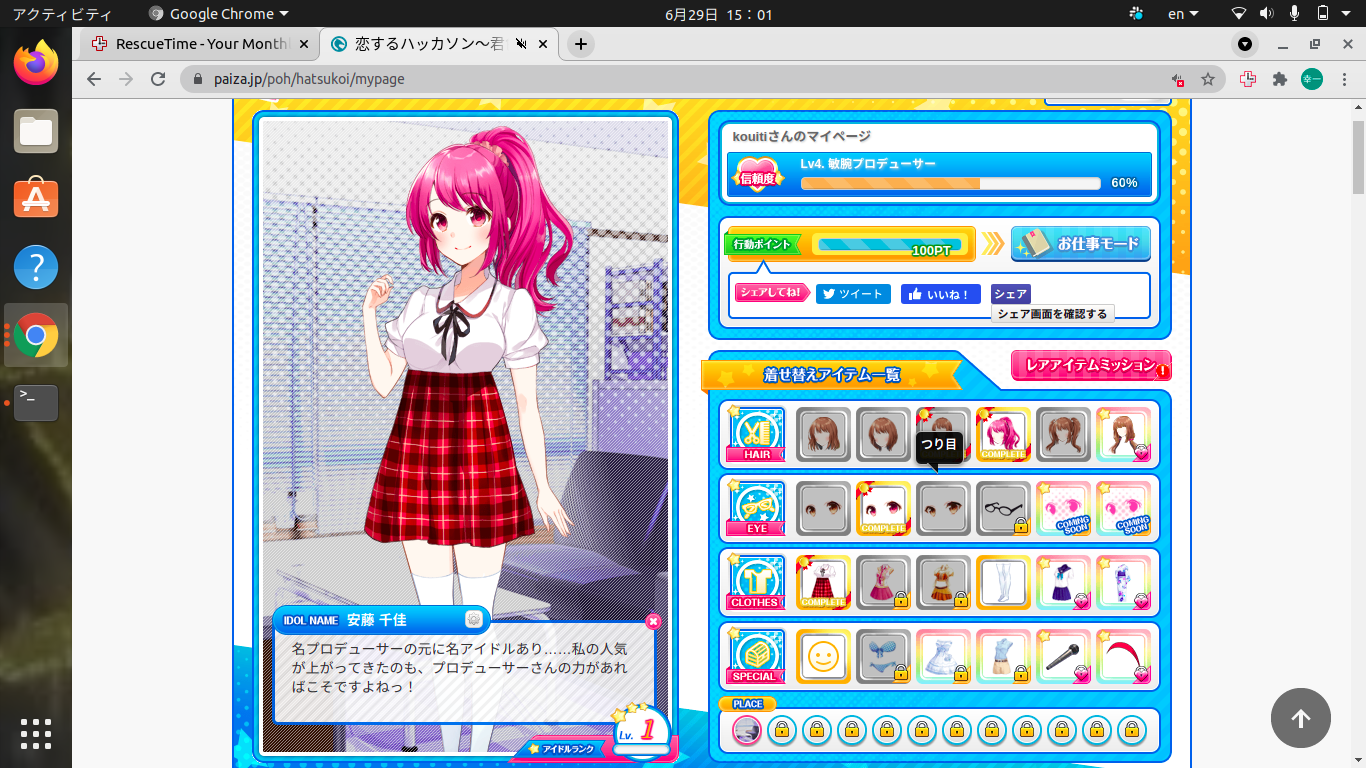 アクティビティ
Google Chrome
6月29日 15：01
en
RescueTime - Your Month
恋するハッカソン～君
paiza.jp/poh/hatsukoi/mypage
幸一
kouitiさんのマイページ
信頼度
Lv4. 敏腕プロデューサー
60%
行動ポイント
100PT
お仕事モード
シェアしてね!
ツイート
いいね！
シェア
シェア画面を確認する
着せ替えアイテム一覧
レアアイテムミッション
!
HAIR
COMPLETE
つり目
EYE
COMPLETE
COMING SOON
COMING SOON
CLOTHES
COMPLETE
SPECIAL
PLACE
IDOL NAME 安藤 千佳
名プロデューサーの元に名アイドルあり……私の人気
が上がってきたのも、プロデューサーさんの力があれ
ばこそですよねっ！
アイドルランク
Lv. 1